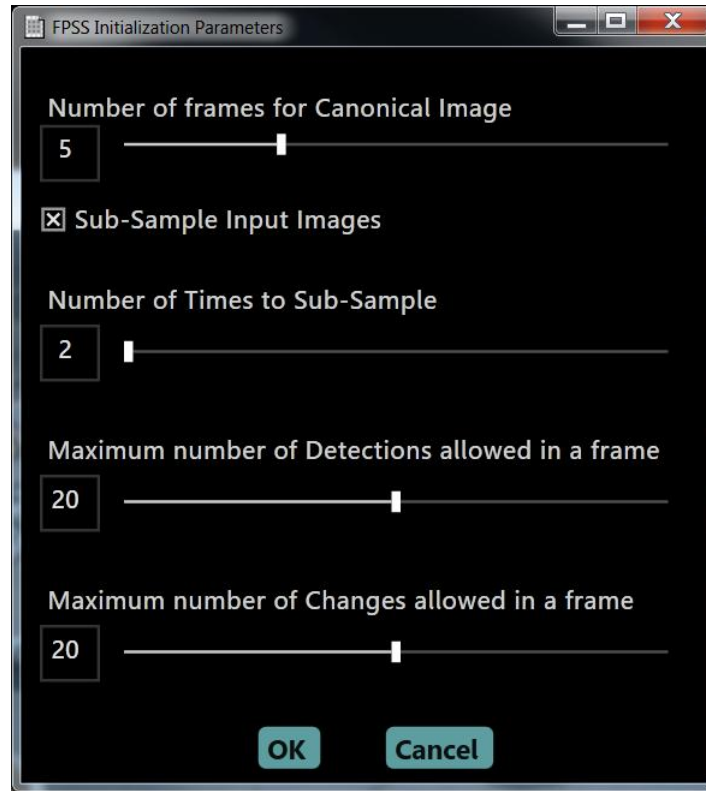 FPSS Initialization Parameters
Number of frames for Canonical Image
5
Sub-Sample Input Images
Number of Times to Sub-Sample
2
Maximum number of Detections allowed in a frame
20
Maximum number of Changes allowed in a frame
20
OK Cancel